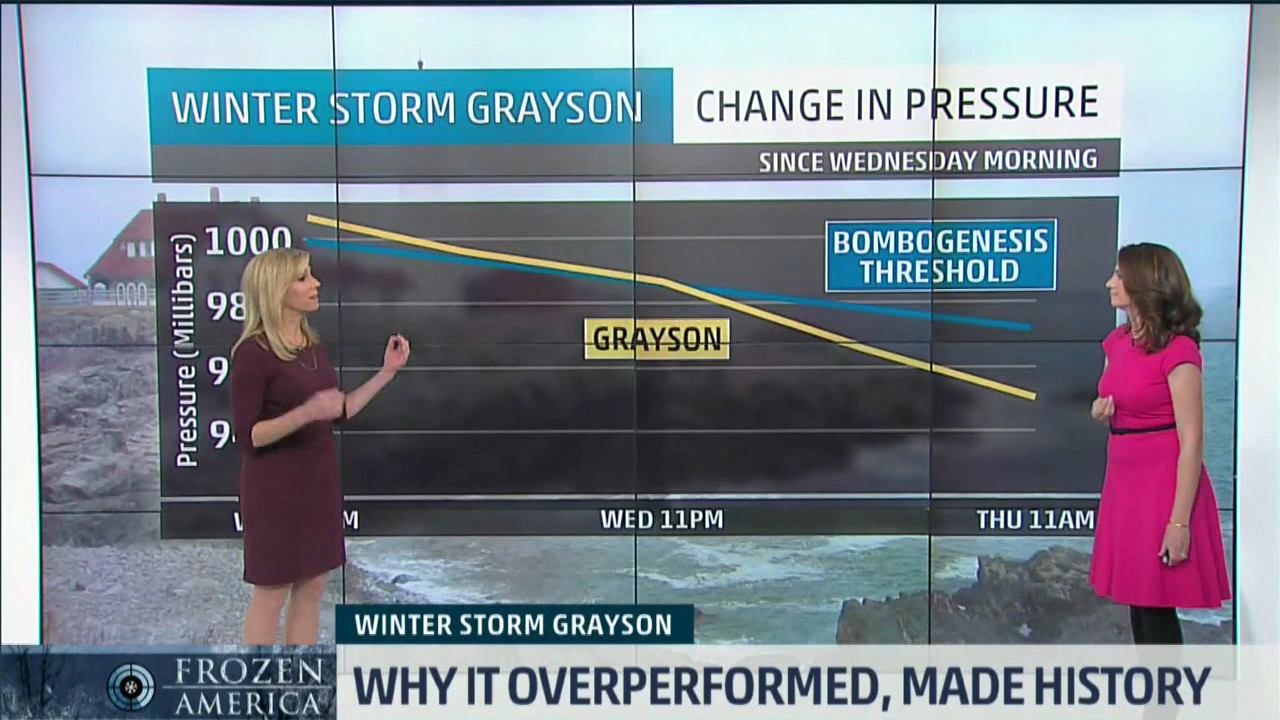 WINTER STORM GRAYSON
CHANGE IN PRESSURE
SINCE WEDNESDAY MORNING
Pressure (Millibars)
1000
BOMBOGENESIS
THRESHOLD
GRAYSON
WED 11PM
THU 11AM
WINTER STORM GRAYSON
FROZEN
AMERICA
WHY IT OVERPERFORMED, MADE HISTORY